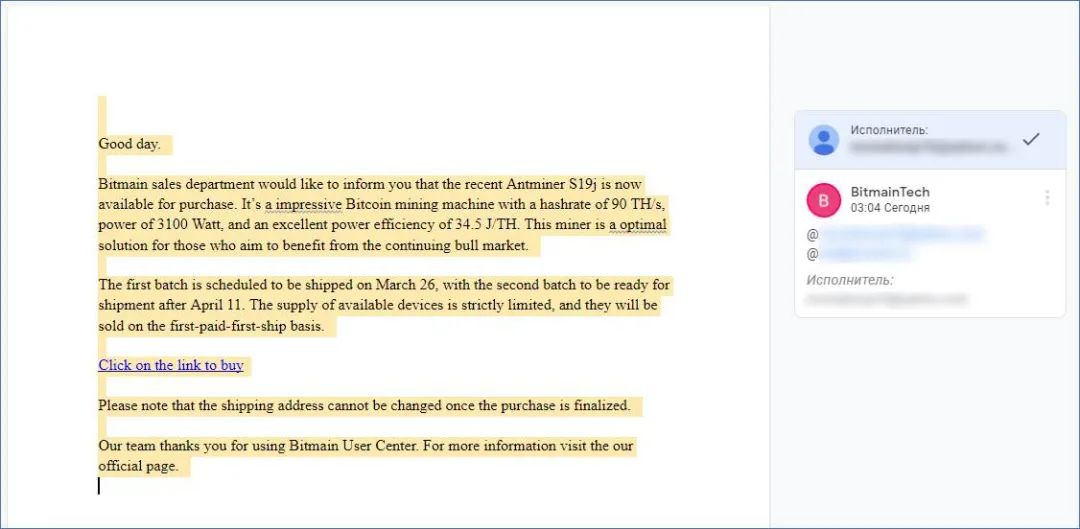 Good day.
Bitmain sales department would like to inform you that the recent Antminer S19j is now
available for purchase. It's a impressive Bitcoin mining machine with a hashrate of 90 TH/s,
power of 3100 Watt, and an excellent power efficiency of 34.5 J/TH. This miner is a optimal
solution for those who aim to benefit from the continuing bull market.
The first batch is scheduled to be shipped on March 26, with the second batch to be ready for
shipment after April 11. The supply of available devices is strictly limited, and they will be
sold on the first-paid-first-ship basis.
Click on the link to buy
Please note that the shipping address cannot be changed once the purchase is finalized.
Our team thanks you for using Bitmain User Center. For more information visit the our
official page.
Исполнитель:
B
BitmainTech
03:04 Сегодня
@
@
Исполнитель: